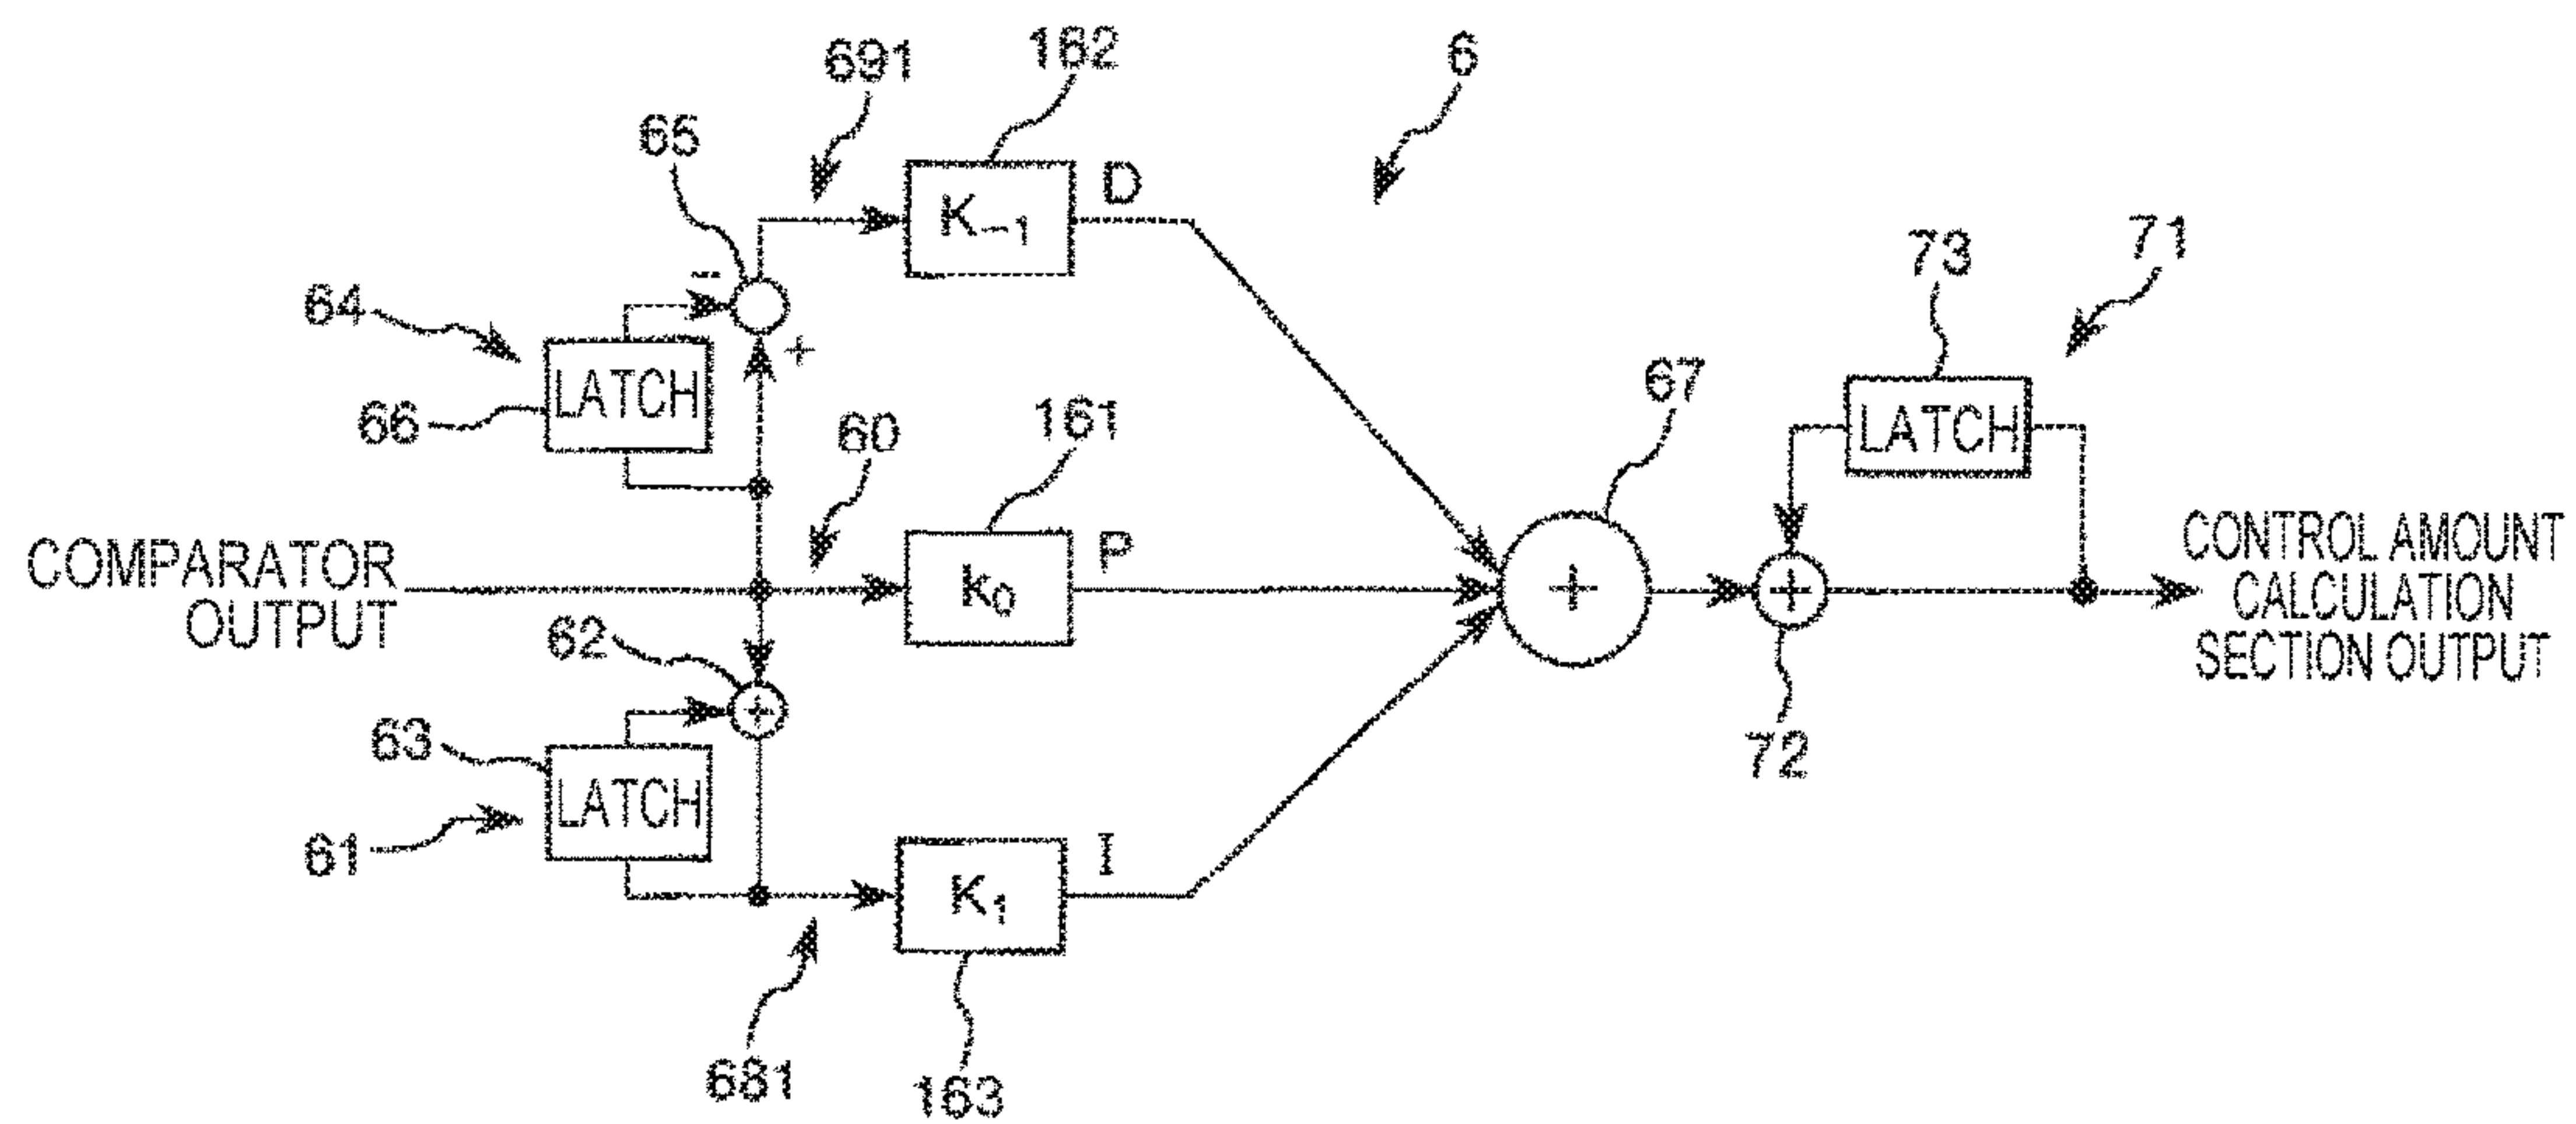 691
162
6
65
K−1
D
73
71
64
−
+
LATCH
66
60
161
67
LATCH
COMPARATOR
OUTPUT
K0
P
+
+
CONTROL AMOUNT
CALCULATION
SECTION OUTPUT
62
+
72
63
LATCH
61
K1
I
681
163